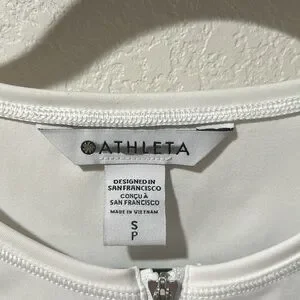 ATHLETA
DESIGNED IN
SAN FRANCISCO
CONÇU À
SAN FRANCISCO
MADE IN VIETNAM
S
P